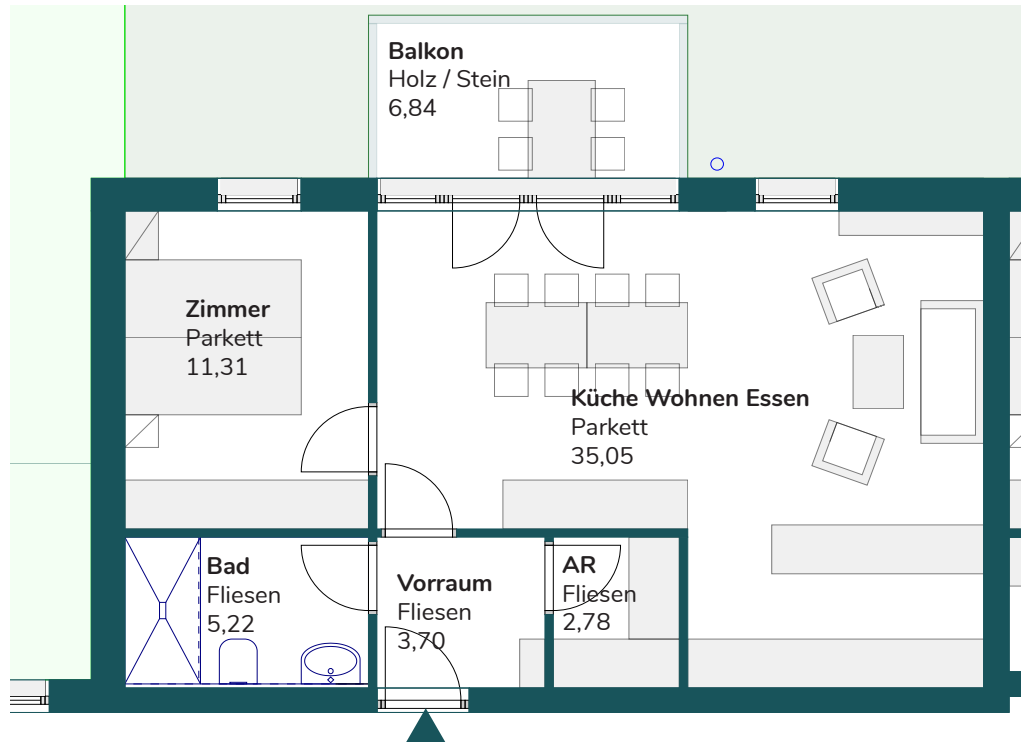 Balkon
Holz / Stein
6,84
Zimmer
Parkett
11,31
Küche Wohnen Essen
Parkett
35,05
Bad
Fliesen
5,22
Vorraum
Fliesen
3,70
AR
Fliesen
2,78